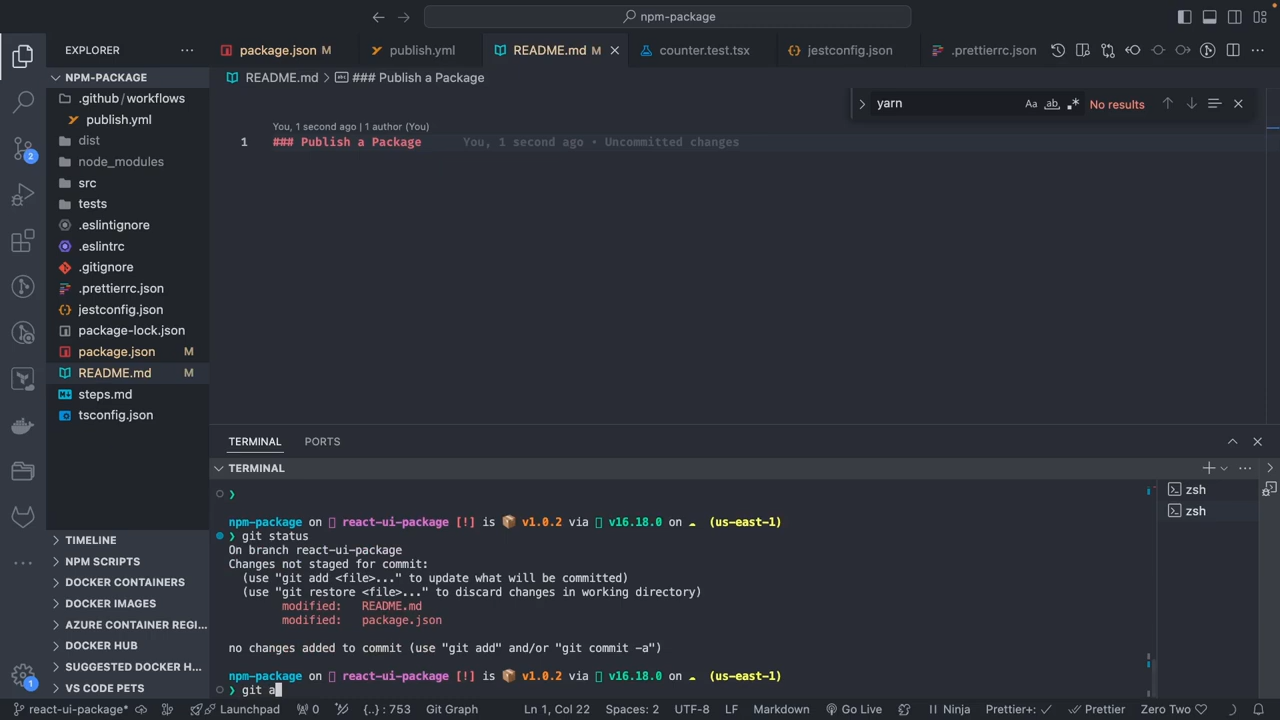 npm-package
EXPLORER
package.json M
publish.yml
README.md M
counter.test.tsx
jestconfig.json
.prettierrc.json
NPM-PACKAGE
README.md > ### Publish a Package
.github/workflows
publish.yml
dist
node_modules
src
tests
.eslintignore
.eslintrc
.gitignore
.prettierrc.json
jestconfig.json
package-lock.json
package.json M
README.md M
steps.md
tsconfig.json
yarn
Aa
ab
No results
You, 1 second ago | 1 author (You)
1 ### Publish a Package You, 1 second ago • Uncommitted changes
2
TERMINAL PORTS
TERMINAL
zsh
zsh
❯
npm-package on react-ui-package [!] is 📦 v1.0.2 via v16.18.0 on ☁ (us-east-1)
❯ git status
On branch react-ui-package
Changes not staged for commit:
(use "git add <file>..." to update what will be committed)
(use "git restore <file>..." to discard changes in working directory)
modified: README.md
modified: package.json
no changes added to commit (use "git add" and/or "git commit -a")
npm-package on react-ui-package [!] is 📦 v1.0.2 via v16.18.0 on ☁ (us-east-1)
❯ git a
TIMELINE
NPM SCRIPTS
DOCKER CONTAINERS
DOCKER IMAGES
AZURE CONTAINER REGI...
DOCKER HUB
SUGGESTED DOCKER H...
VS CODE PETS
1
react-ui-package* Launchpad 0 {..} : 753 Git Graph Ln 1, Col 22 Spaces: 2 UTF-8 LF Markdown Go Live Ninja Prettier+: ✓ Prettier Zero Two ♡